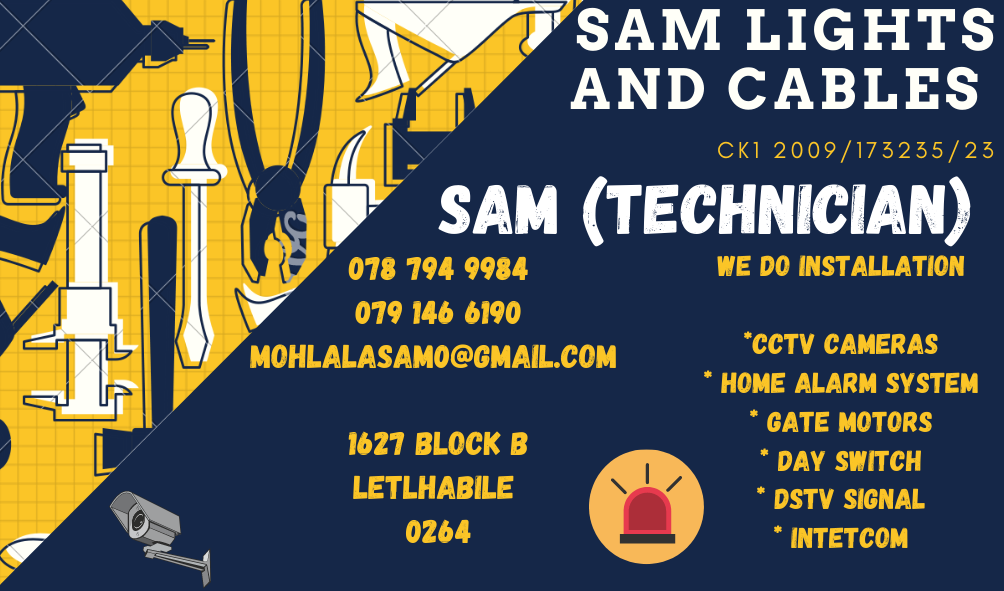 SAM LIGHTS
AND CABLES
CK1 2009/173235/23
SAM (TECHNICIAN)
078 794 9984
079 146 6190
MOHLALASAMO@GMAIL.COM
1627 BLOCK B
LETLHABILE
0264
WE DO INSTALLATION
*CCTV CAMERAS
* HOME ALARM SYSTEM
* GATE MOTORS
* DAY SWITCH
* DSTV SIGNAL
* INTETCOM